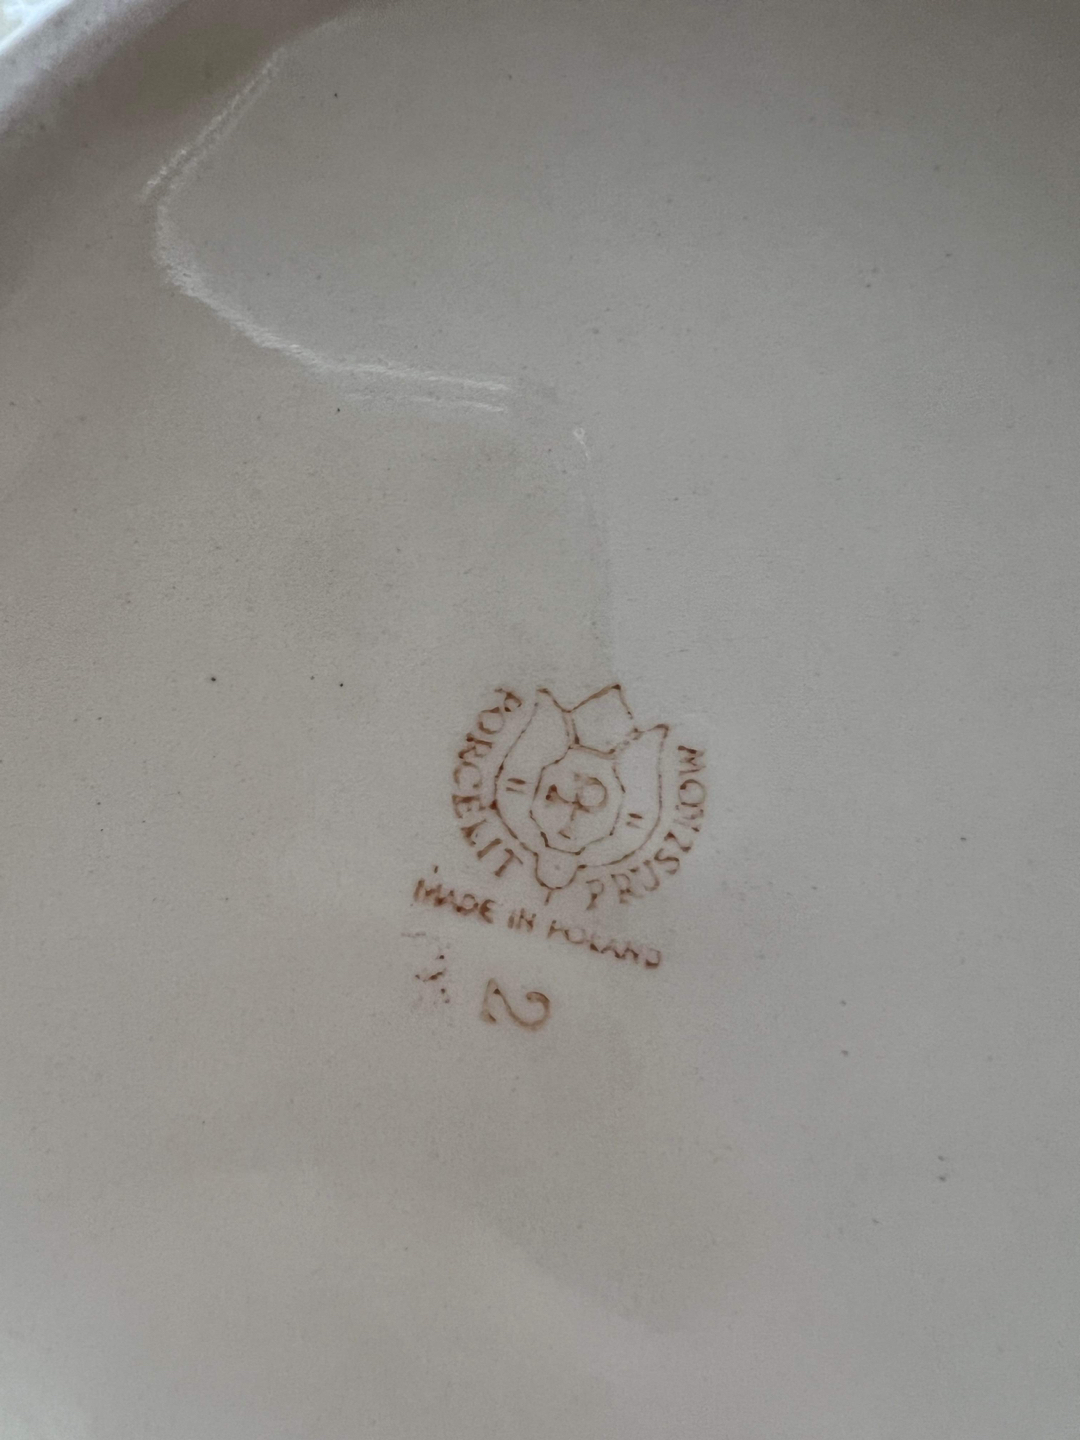 PORCELIT PRUSZKÓW
MADE IN POLAND
2